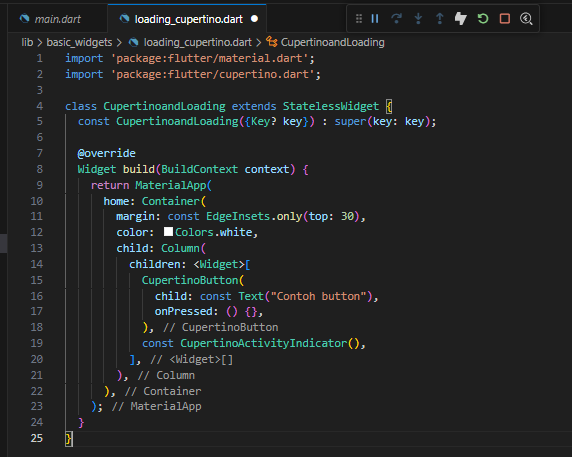 main.dart
loading_cupertino.dart
lib > basic_widgets > loading_cupertino.dart > CupertinoandLoading
1 import 'package:flutter/material.dart';
2 import 'package:flutter/cupertino.dart';
3
4 class CupertinoandLoading extends StatelessWidget {
5   const CupertinoandLoading({Key? key}) : super(key: key);
6
7   @override
8   Widget build(BuildContext context) {
9     return MaterialApp(
10       home: Container(
11         margin: const EdgeInsets.only(top: 30),
12         color: Colors.white,
13         child: Column(
14           children: <Widget>[
15             CupertinoButton(
16               child: const Text("Contoh button"),
17               onPressed: () {},
18             ), // CupertinoButton
19             const CupertinoActivityIndicator(),
20           ], // <Widget>[]
21         ), // Column
22       ), // Container
23     ); // MaterialApp
24   }
25 }